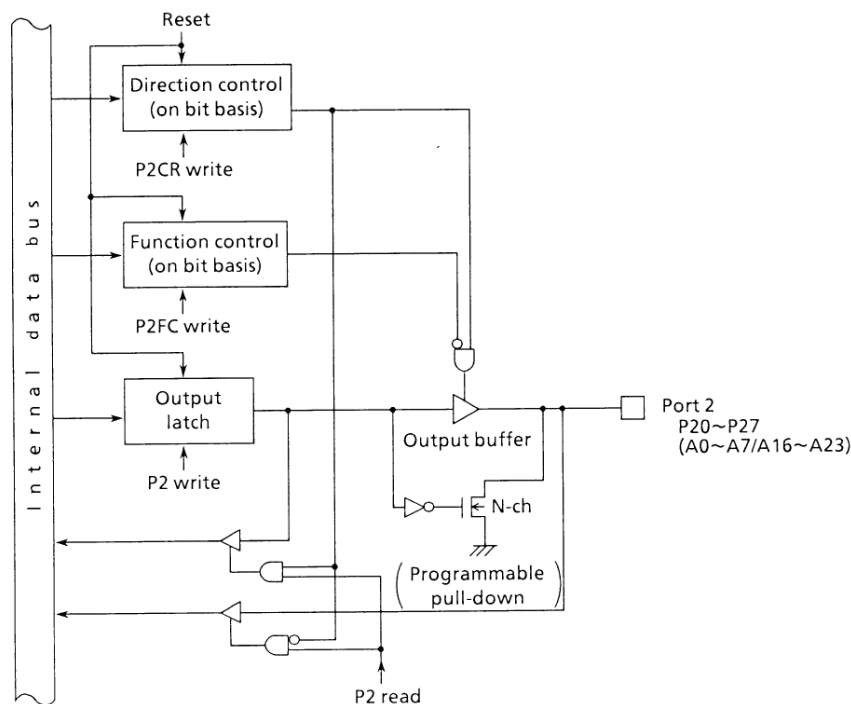 Reset
Direction control
(on bit basis)
P2CR write
Function control
(on bit basis)
P2FC write
Output
latch
P2 write
Internal data bus
Output buffer
Port 2
P20~P27
(A0~A7/A16~A23)
N-ch
(Programmable
pull-down)
P2 read